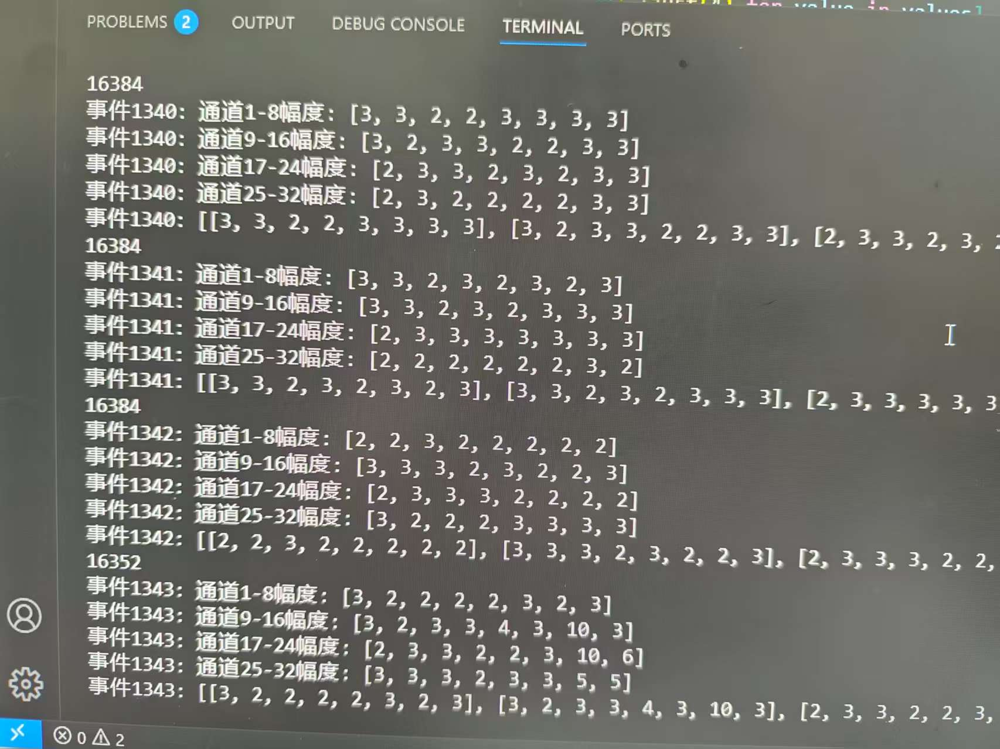 for value in values]
PROBLEMS 2 OUTPUT DEBUG CONSOLE TERMINAL PORTS
16384
事件1340: 通道1-8幅度: [3, 3, 2, 2, 3, 3, 3, 3]
事件1340: 通道9-16幅度: [3, 2, 3, 3, 2, 2, 3, 3]
事件1340: 通道17-24幅度: [2, 3, 3, 2, 3, 2, 3, 3]
事件1340: 通道25-32幅度: [2, 3, 2, 2, 2, 2, 3, 3]
事件1340: [[3, 3, 2, 2, 3, 3, 3, 3], [3, 2, 3, 3, 2, 2, 3, 3], [2, 3, 3, 2, 3,
16384
事件1341: 通道1-8幅度: [3, 3, 2, 3, 2, 3, 2, 3]
事件1341: 通道9-16幅度: [3, 3, 2, 3, 2, 3, 3, 3]
事件1341: 通道17-24幅度: [2, 3, 3, 3, 3, 3, 3, 3]
事件1341: 通道25-32幅度: [2, 2, 2, 2, 2, 2, 3, 2]
事件1341: [[3, 3, 2, 3, 2, 3, 2, 3], [3, 3, 2, 3, 2, 3, 3, 3], [2, 3, 3, 3, 3, 3
16384
事件1342: 通道1-8幅度: [2, 2, 3, 2, 2, 2, 2, 2]
事件1342: 通道9-16幅度: [3, 3, 3, 2, 3, 2, 2, 3]
事件1342: 通道17-24幅度: [2, 3, 3, 3, 2, 2, 2, 2]
事件1342: 通道25-32幅度: [3, 2, 2, 2, 3, 3, 3, 3]
事件1342: [[2, 2, 3, 2, 2, 2, 2, 2], [3, 3, 3, 2, 3, 2, 2, 3], [2, 3, 3, 3, 2, 2,
16352
事件1343: 通道1-8幅度: [3, 2, 2, 2, 2, 3, 2, 3]
事件1343: 通道9-16幅度: [3, 2, 3, 3, 4, 3, 10, 3]
事件1343: 通道17-24幅度: [2, 3, 3, 2, 2, 3, 10, 6]
事件1343: 通道25-32幅度: [3, 3, 3, 2, 3, 3, 5, 5]
事件1343: [[3, 2, 2, 2, 2, 3, 2, 3], [3, 2, 3, 3, 4, 3, 10, 3], [2, 3, 3, 2, 2, 3,
0 2